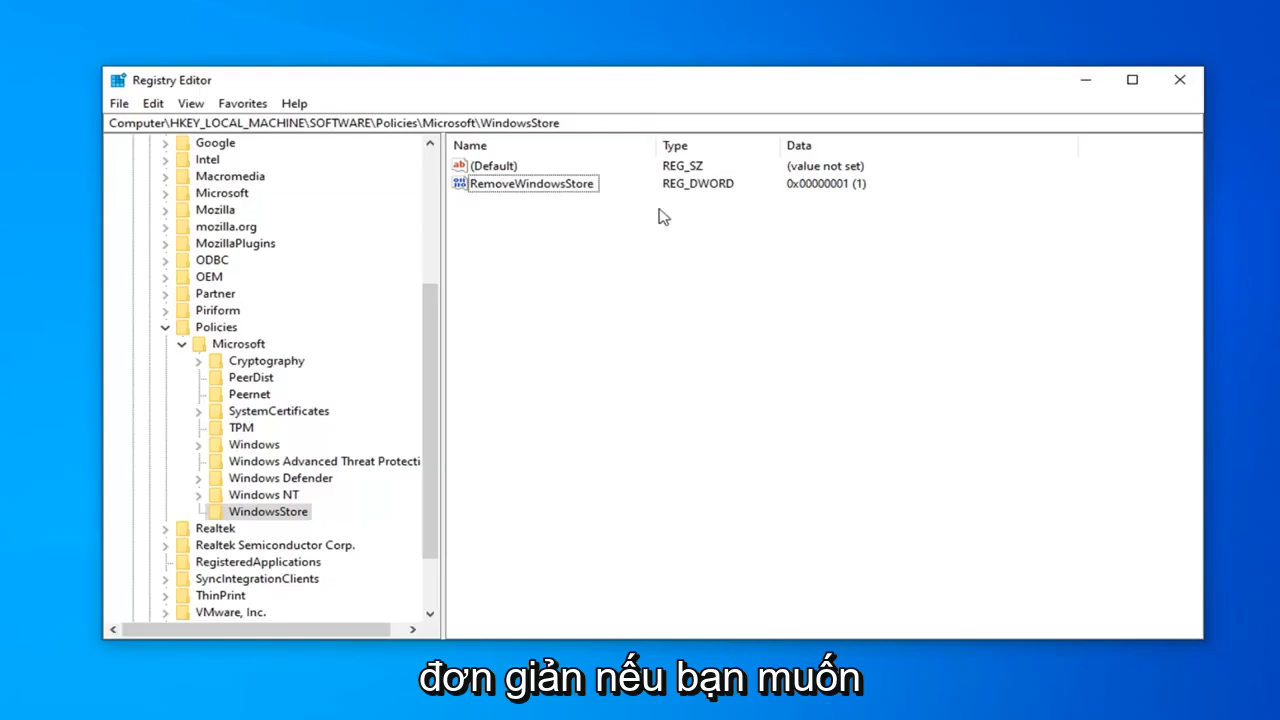 Registry Editor
File Edit View Favorites Help
Computer\HKEY_LOCAL_MACHINE\SOFTWARE\Policies\Microsoft\WindowsStore
Google
Intel
Macromedia
Microsoft
Mozilla
mozilla.org
MozillaPlugins
ODBC
OEM
Partner
Piriform
Policies
Microsoft
Cryptography
PeerDist
Peernet
SystemCertificates
TPM
Windows
Windows Advanced Threat Protecti
Windows Defender
Windows NT
WindowsStore
Realtek
Realtek Semiconductor Corp.
RegisteredApplications
SyncIntegrationClients
ThinPrint
VMware, Inc.
Name Type Data
(Default) REG_SZ (value not set)
RemoveWindowsStore REG_DWORD 0x00000001 (1)
đơn giản nếu bạn muốn